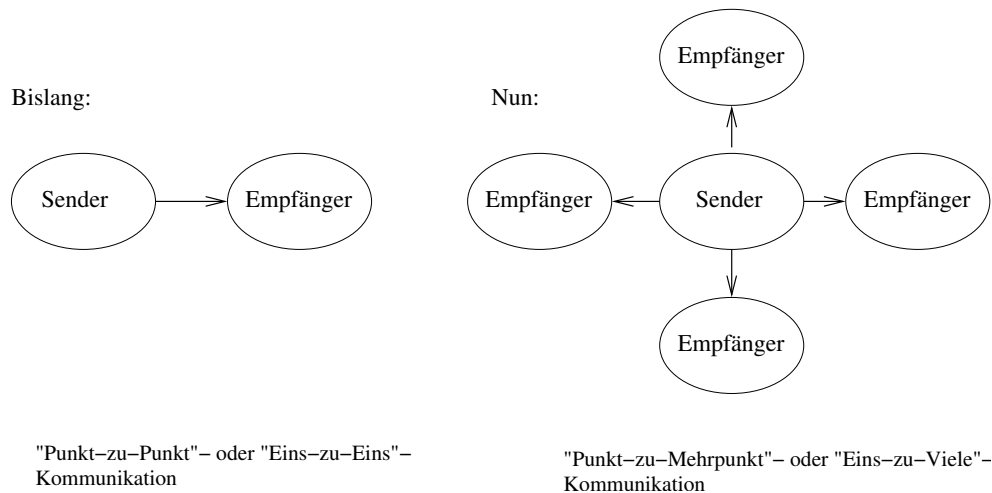 Bislang:
Sender
Empfänger
"Punkt−zu−Punkt"− oder "Eins−zu−Eins"−
Kommunikation
Nun:
Empfänger
Empfänger
Sender
Empfänger
Empfänger
"Punkt−zu−Mehrpunkt"− oder "Eins−zu−Viele"−
Kommunikation